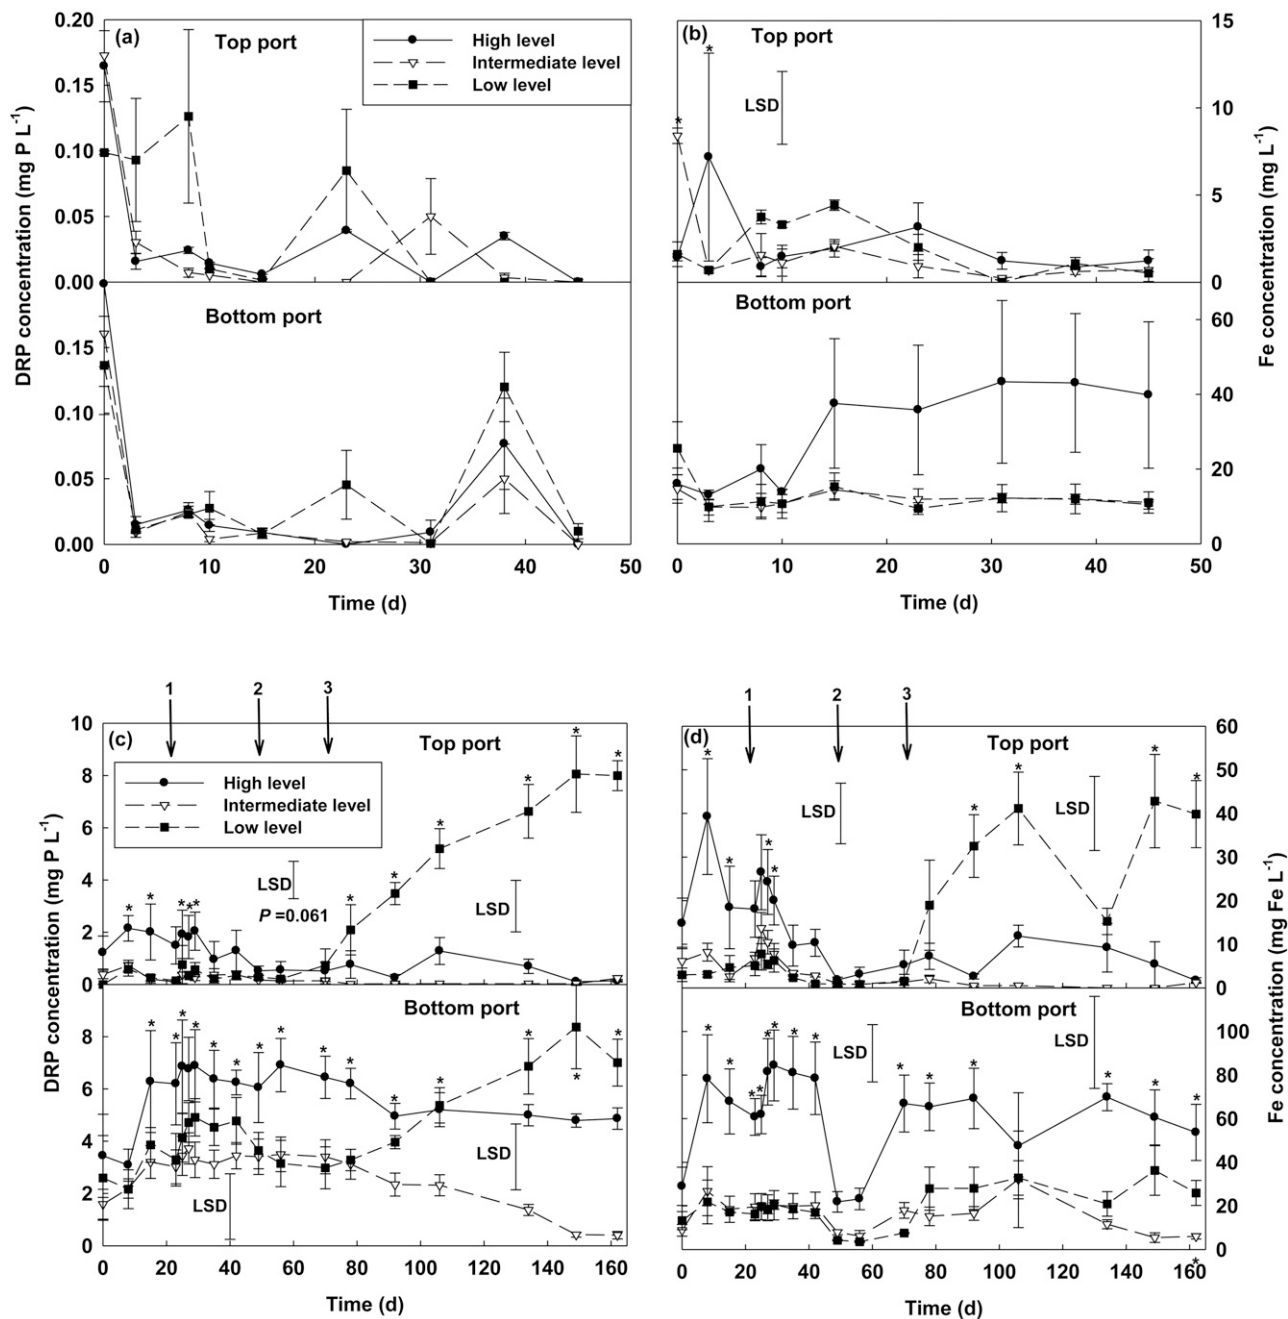 (a)
Top port
High level
Intermediate level
Low level
0.20
0.15
0.10
0.05
0.00
Bottom port
0.15
0.10
0.05
0.00
DRP concentration (mg P L-1)
0 10 20 30 40 50
Time (d)
(b)
Top port
*
*
LSD
15
10
5
0
Bottom port
60
40
20
0
Fe concentration (mg L-1)
0 10 20 30 40 50
Time (d)
1 2 3
(c)
Top port
High level
Intermediate level
Low level
LSD
P =0.061
LSD
* * * * * * * * * * *
10
8
6
4
2
0
Bottom port
* * * * * * * * * * * * * * * *
LSD
LSD
8
6
4
2
0
DRP concentration (mg P L-1)
0 20 40 60 80 100 120 140 160
Time (d)
1 2 3
(d)
Top port
LSD
LSD
* * * * * * * *
60
50
40
30
20
10
0
Bottom port
LSD
LSD
* * * * * * * * * * * * * * *
100
80
60
40
20
0
Fe concentration (mg Fe L-1)
0 20 40 60 80 100 120 140 160
Time (d)